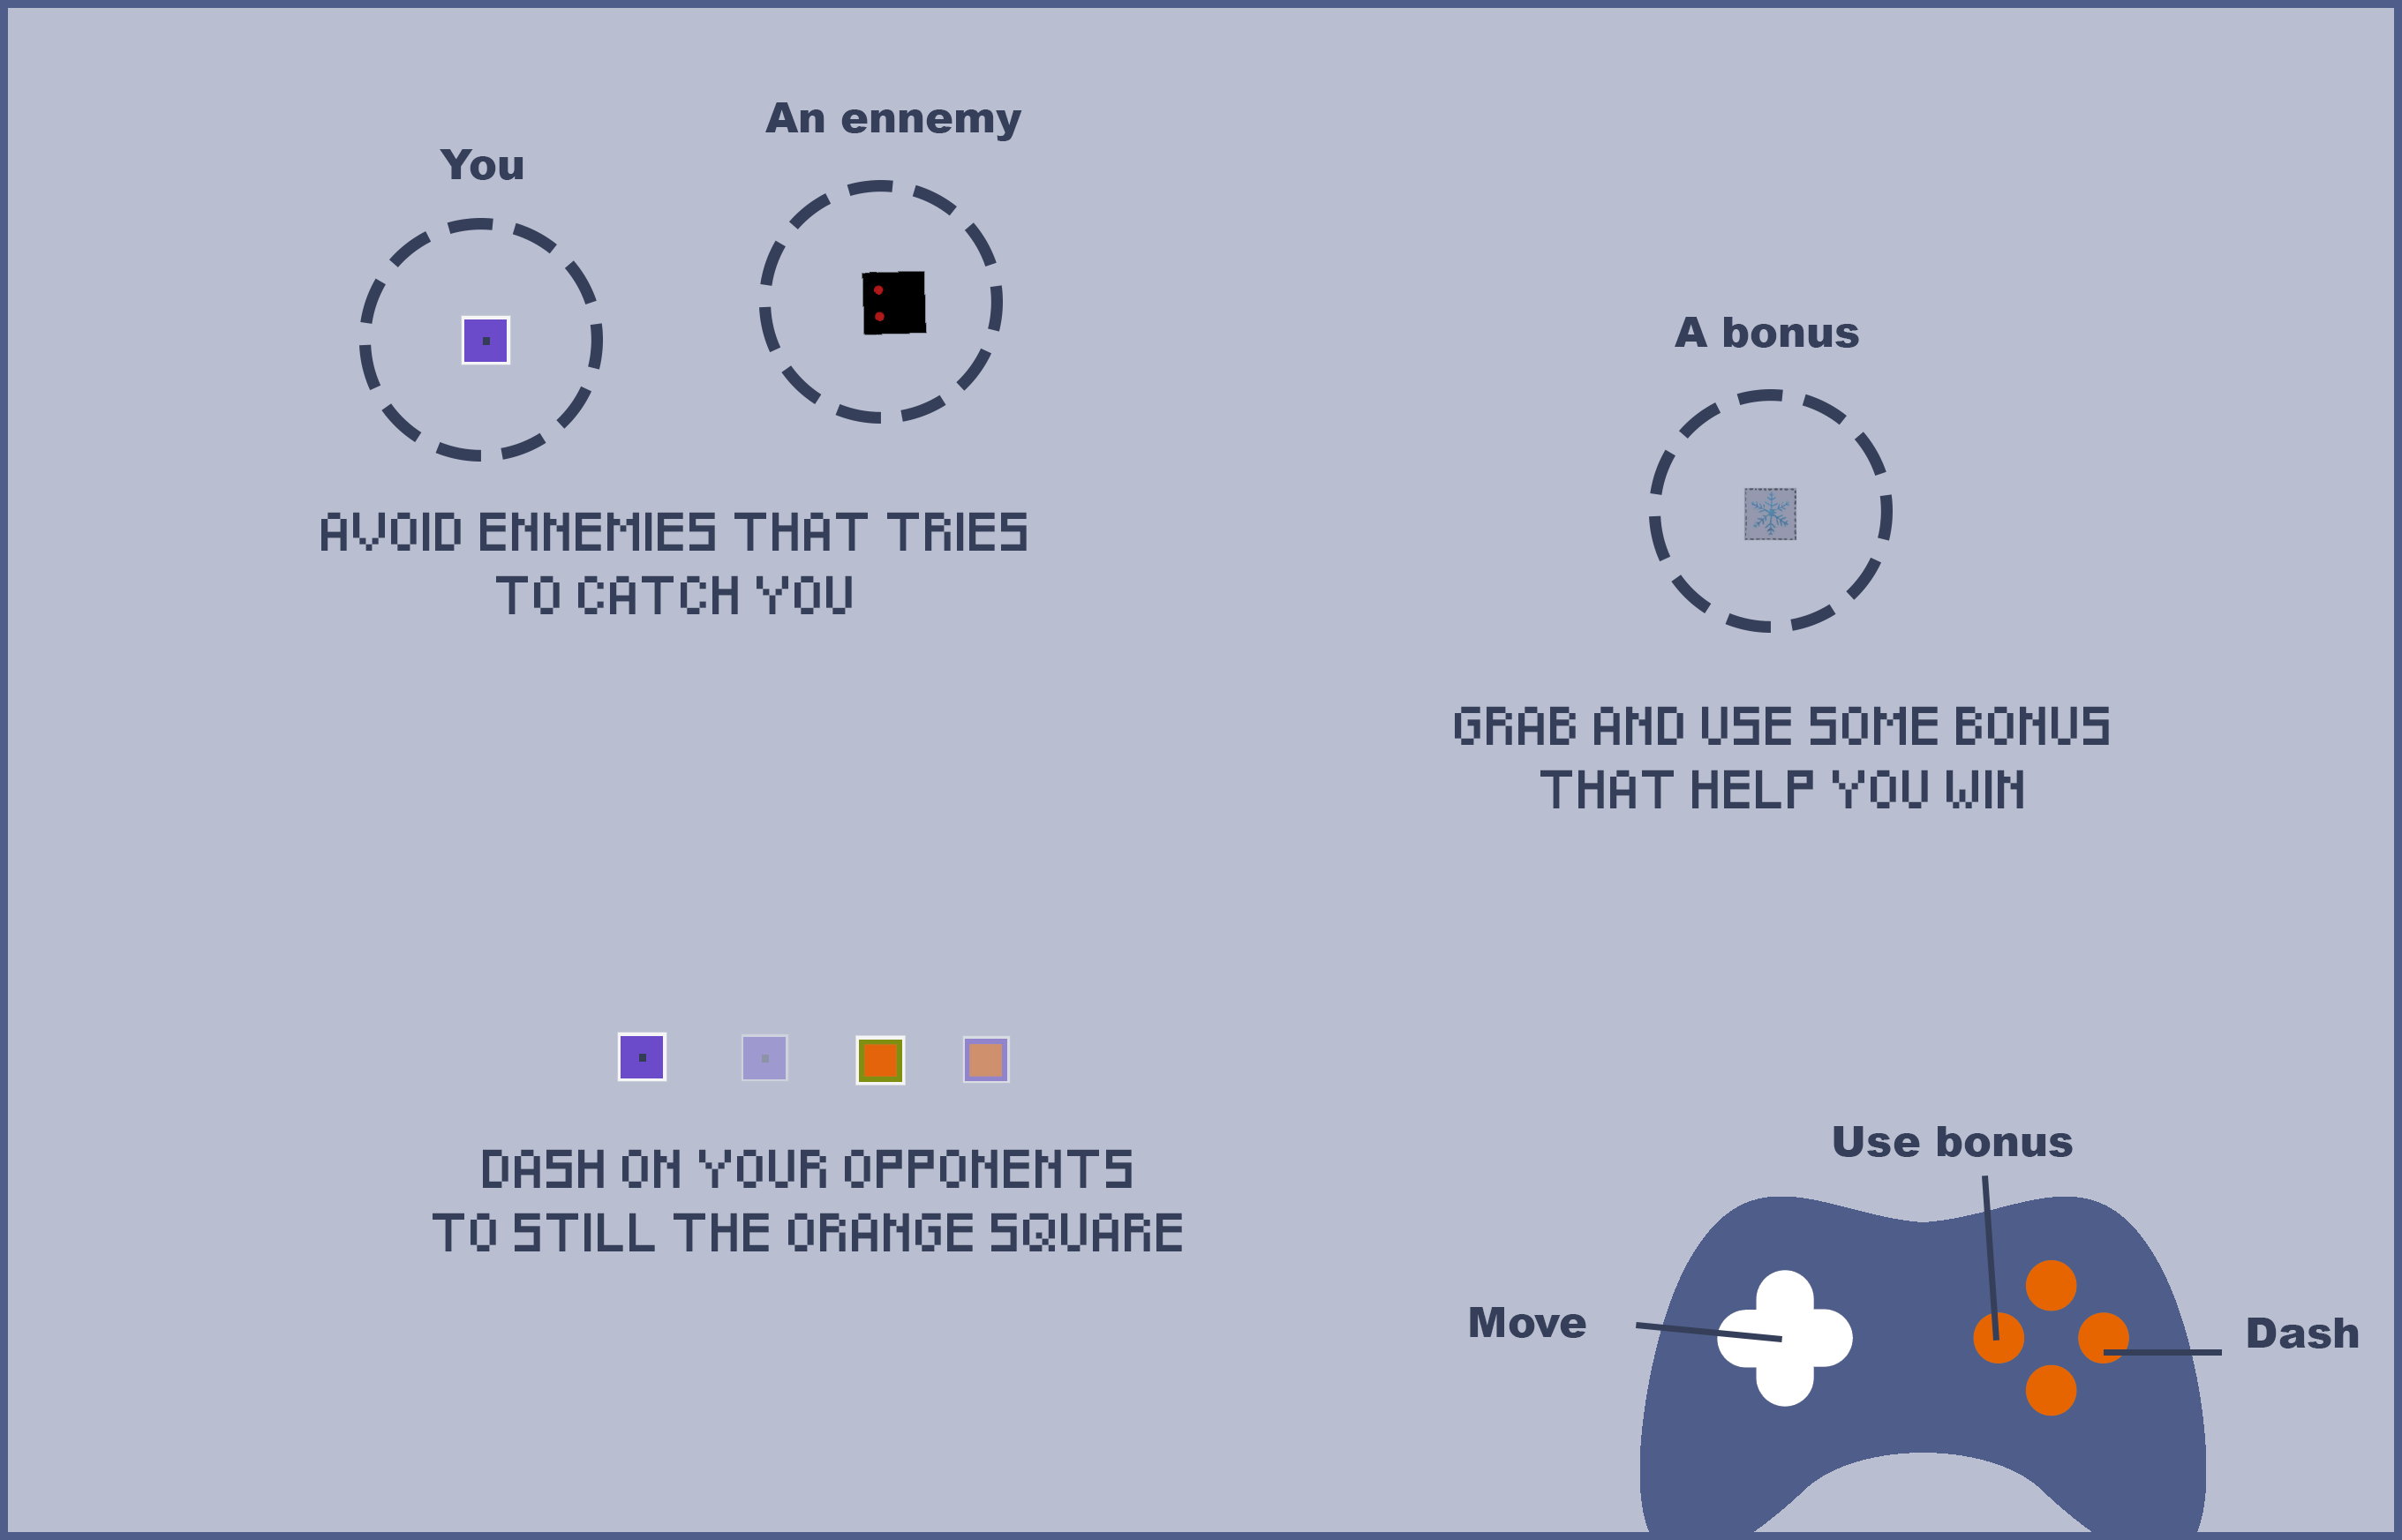 You
An ennemy
AVOID ENNEMIES THAT TRIES
TO CATCH YOU
A bonus
GRAB AND USE SOME BONUS
THAT HELP YOU WIN
DASH ON YOUR OPPONENTS
TO STILL THE ORANGE SQUARE
Use bonus
Move
Dash